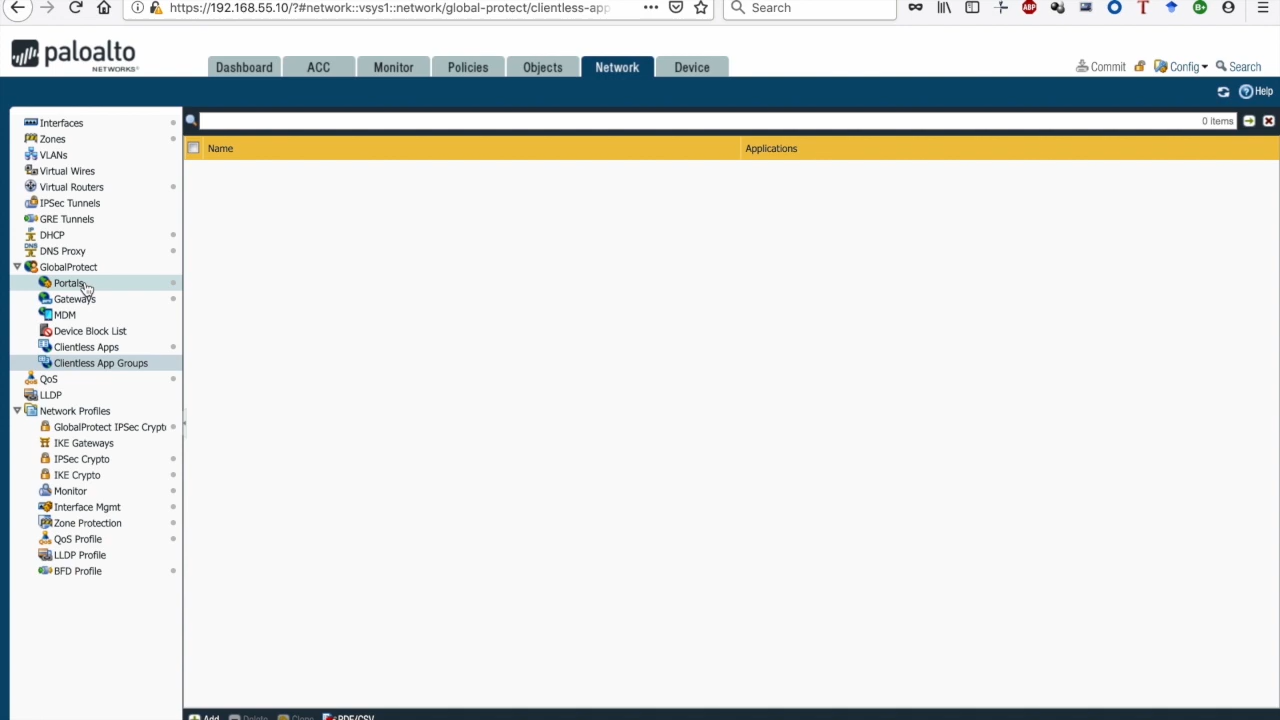 https://192.168.55.10/?#network::vsys1::network/global-protect/clientless-app
Search
ABP
T
B+
paloalto
NETWORKS®
Dashboard
ACC
Monitor
Policies
Objects
Network
Device
Commit
Config
Search
Help
Interfaces
Zones
VLANs
Virtual Wires
Virtual Routers
IPSec Tunnels
GRE Tunnels
DHCP
DNS Proxy
GlobalProtect
Portals
Gateways
MDM
Device Block List
Clientless Apps
Clientless App Groups
QoS
LLDP
Network Profiles
GlobalProtect IPSec Crypto
IKE Gateways
IPSec Crypto
IKE Crypto
Monitor
Interface Mgmt
Zone Protection
QoS Profile
LLDP Profile
BFD Profile
0 items
Name
Applications
Add
Delete
Clone
PDF/CSV